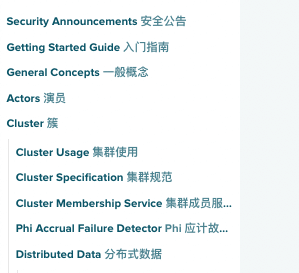 Security Announcements 安全公告
Getting Started Guide 入门指南
General Concepts 一般概念
Actors 演员
Cluster 簇
Cluster Usage 集群使用
Cluster Specification 集群规范
Cluster Membership Service 集群成员服...
Phi Accrual Failure Detector Phi 应计故...
Distributed Data 分布式数据